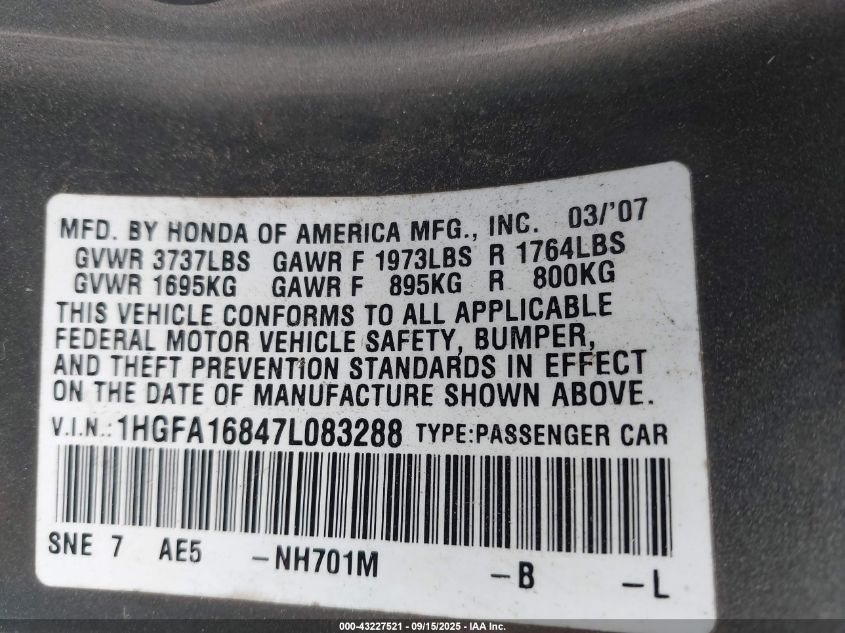 MFD. BY HONDA OF AMERICA MFG., INC. 03/'07
GVWR 3737LBS GAWR F 1973LBS R 1764LBS
GVWR 1695KG GAWR F 895KG R 800KG
THIS VEHICLE CONFORMS TO ALL APPLICABLE
FEDERAL MOTOR VEHICLE SAFETY, BUMPER,
AND THEFT PREVENTION STANDARDS IN EFFECT
ON THE DATE OF MANUFACTURE SHOWN ABOVE.
V.I.N.: 1HGFA16847L083288 TYPE:PASSENGER CAR
SNE 7 AE5 -NH701M -B -L
000-43227521 - 09/15/2025 - IAA Inc.